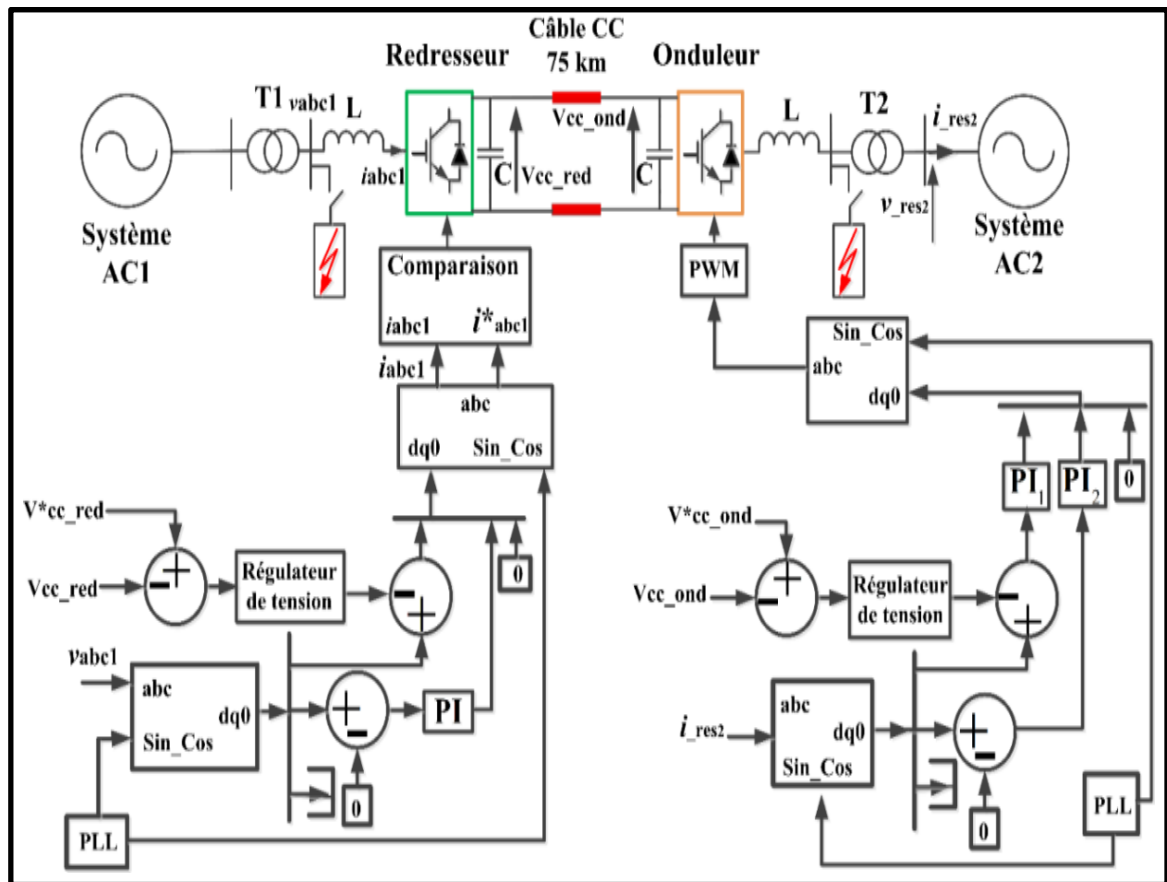 Câble CC
75 km
Redresseur
Onduleur
T1
vabc1
L
Vcc_ond
L
T2
i_res2
iabc1
C
Vcc_red
C
v_res2
Système
AC1
Système
AC2
Comparaison
iabc1
i*abc1
PWM
iabc1
abc
dq0
Sin_Cos
Sin_Cos
abc
dq0
PI1
PI2
0
V*cc_red
Vcc_red
Régulateur
de tension
0
V*cc_ond
Vcc_ond
Régulateur
de tension
vabc1
abc
dq0
Sin_Cos
PI
0
PLL
i_res2
abc
dq0
Sin_Cos
0
PLL